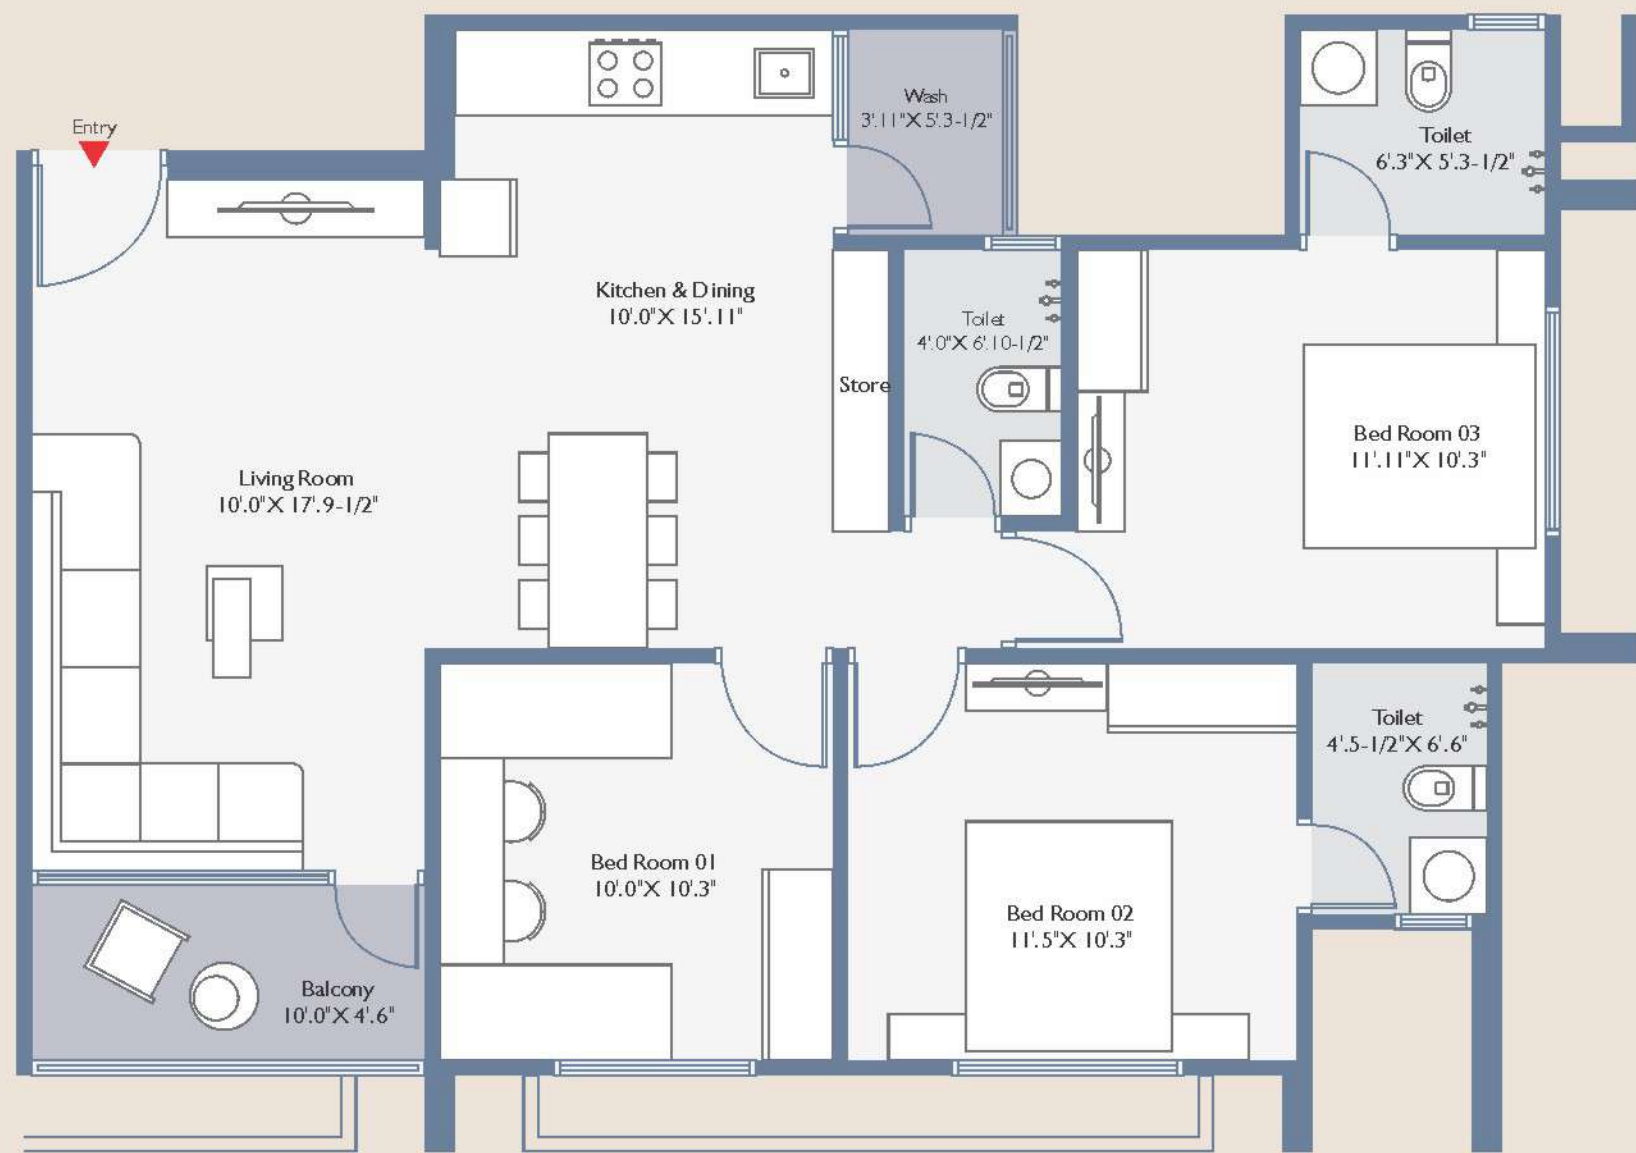 Entry
Wash
3'.11"X 5'.3-1/2"
Toilet
6'.3"X 5'.3-1/2"
Kitchen & Dining
10'.0"X 15'.11"
Toilet
4'.0"X 6'.10-1/2"
Store
Bed Room 03
11'.11"X 10'.3"
Living Room
10'.0"X 17'.9-1/2"
Toilet
4'.5-1/2"X 6'.6"
Bed Room 01
10'.0"X 10'.3"
Bed Room 02
11'.5"X 10'.3"
Balcony
10'.0"X 4'.6"